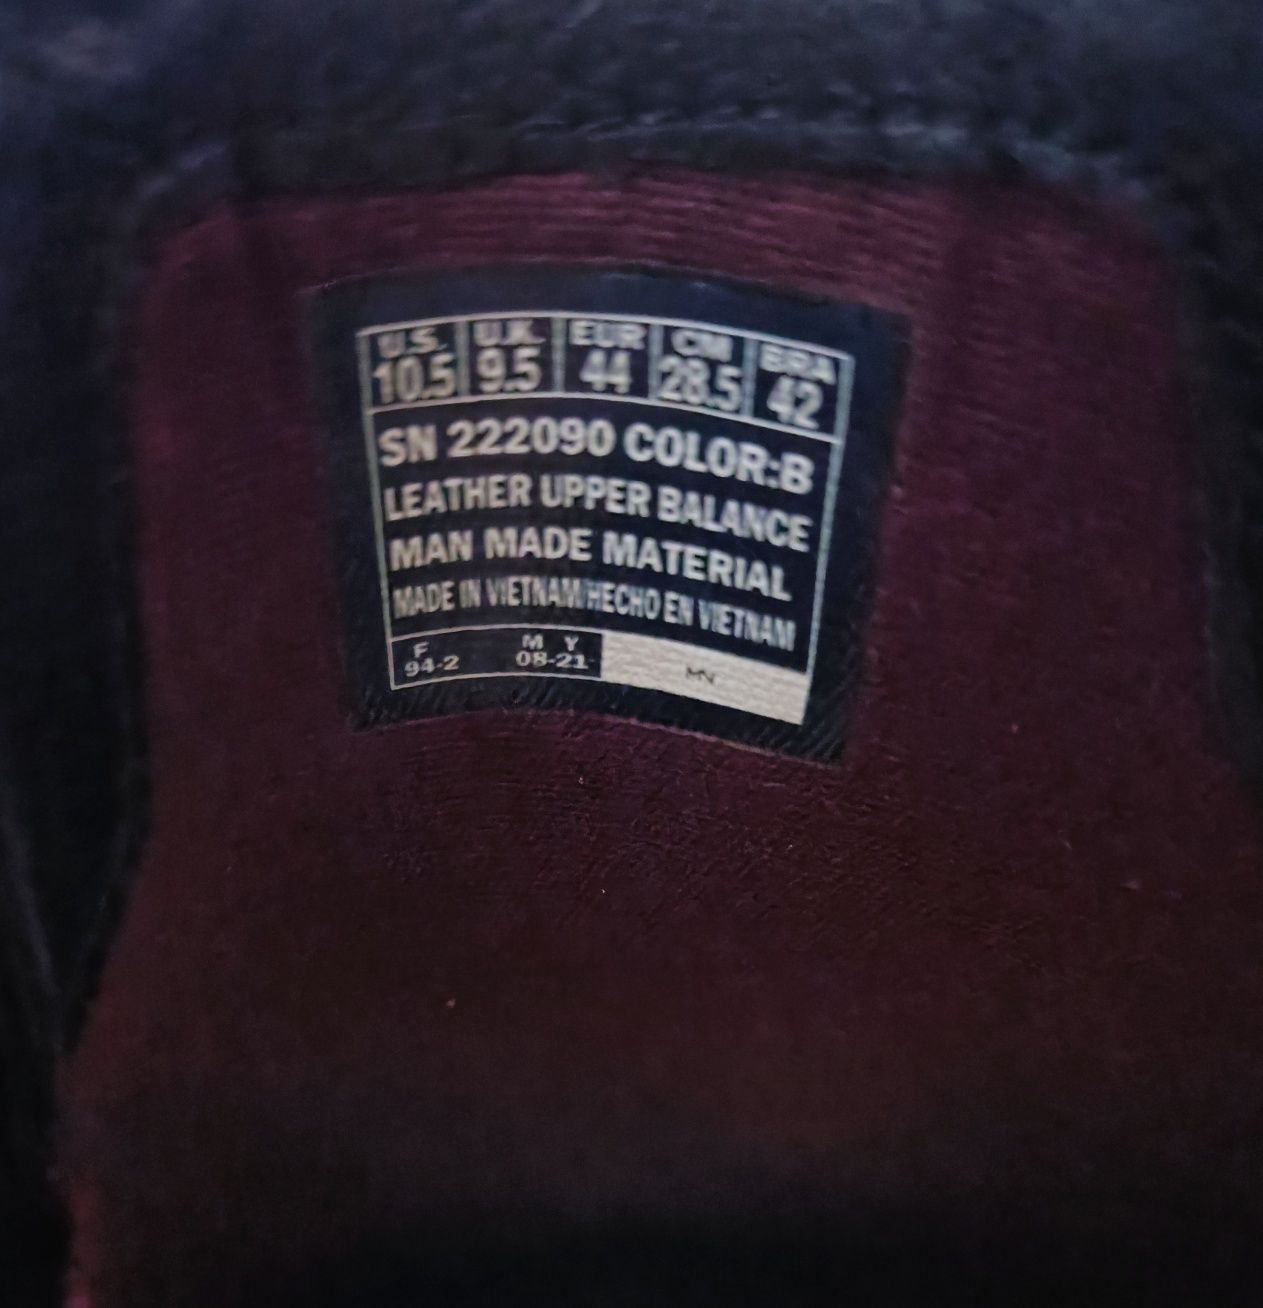 U.S. U.K. EUR CM BRA
10.5 9.5 44 28.5 42
SN 222090 COLOR:B
LEATHER UPPER BALANCE
MAN MADE MATERIAL
MADE IN VIETNAM/HECHO EN VIETNAM
F M Y
94-2 08-21
MV